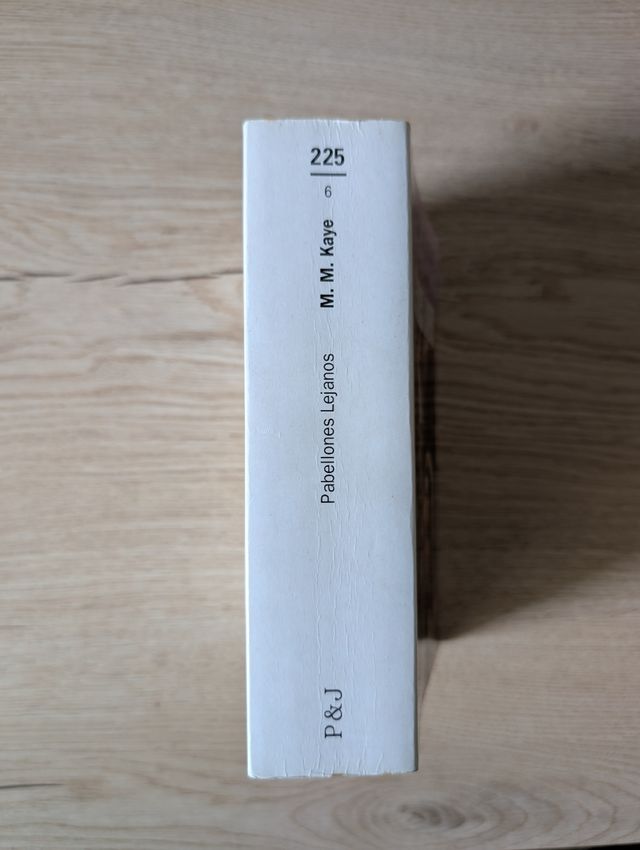 225
6
M. M. Kaye
Pabellones Lejanos
P & J